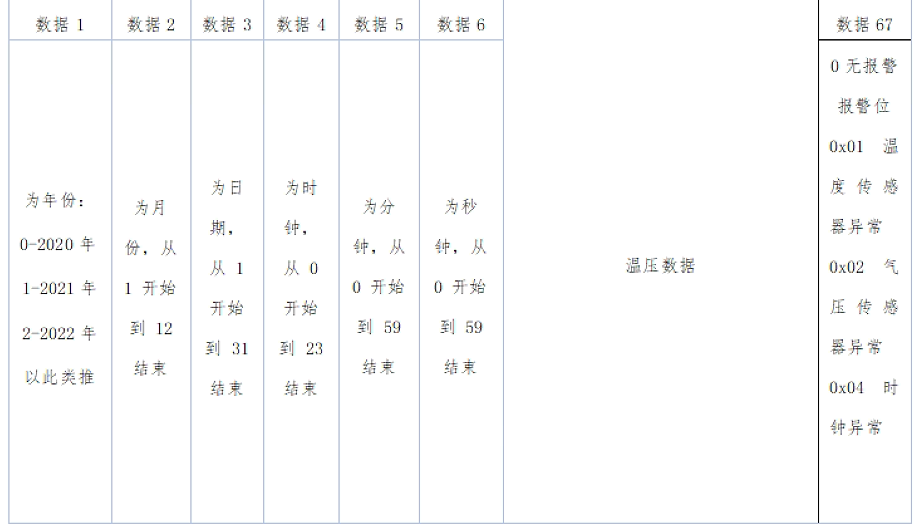 数据 1
数据 2
数据 3
数据 4
数据 5
数据 6
数据 67
为年份：
0-2020 年
1-2021 年
2-2022 年
以此类推
为月
份，从
1 开始
到 12
结束
为日
期，
从 1
开始
到 31
结束
为时
钟，
从 0
开始
到 23
结束
为分
钟，从
0 开始
到 59
结束
为秒
钟，从
0 开始
到 59
结束
温压数据
0 无报警
报警位
0x01 温
度传感
器异常
0x02 气
压传感
器异常
0x04 时
钟异常